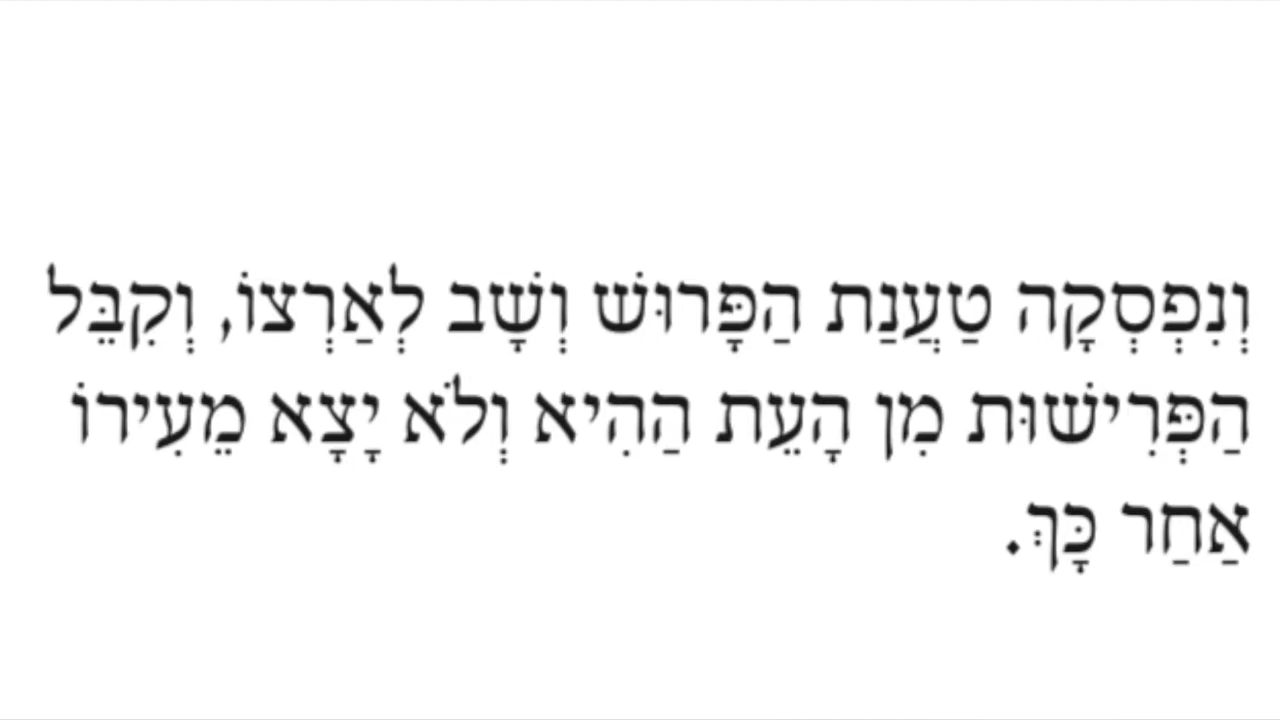 וְנִפְסְקָה טַעֲנַת הַפָּרוּשׁ וְשָׁב לְאַרְצוֹ, וְקִבֵּל
הַפְּרִישׁוּת מִן הָעֵת הַהִיא וְלֹא יָצָא מֵעִירוֹ
אַחַר כָּךְ.